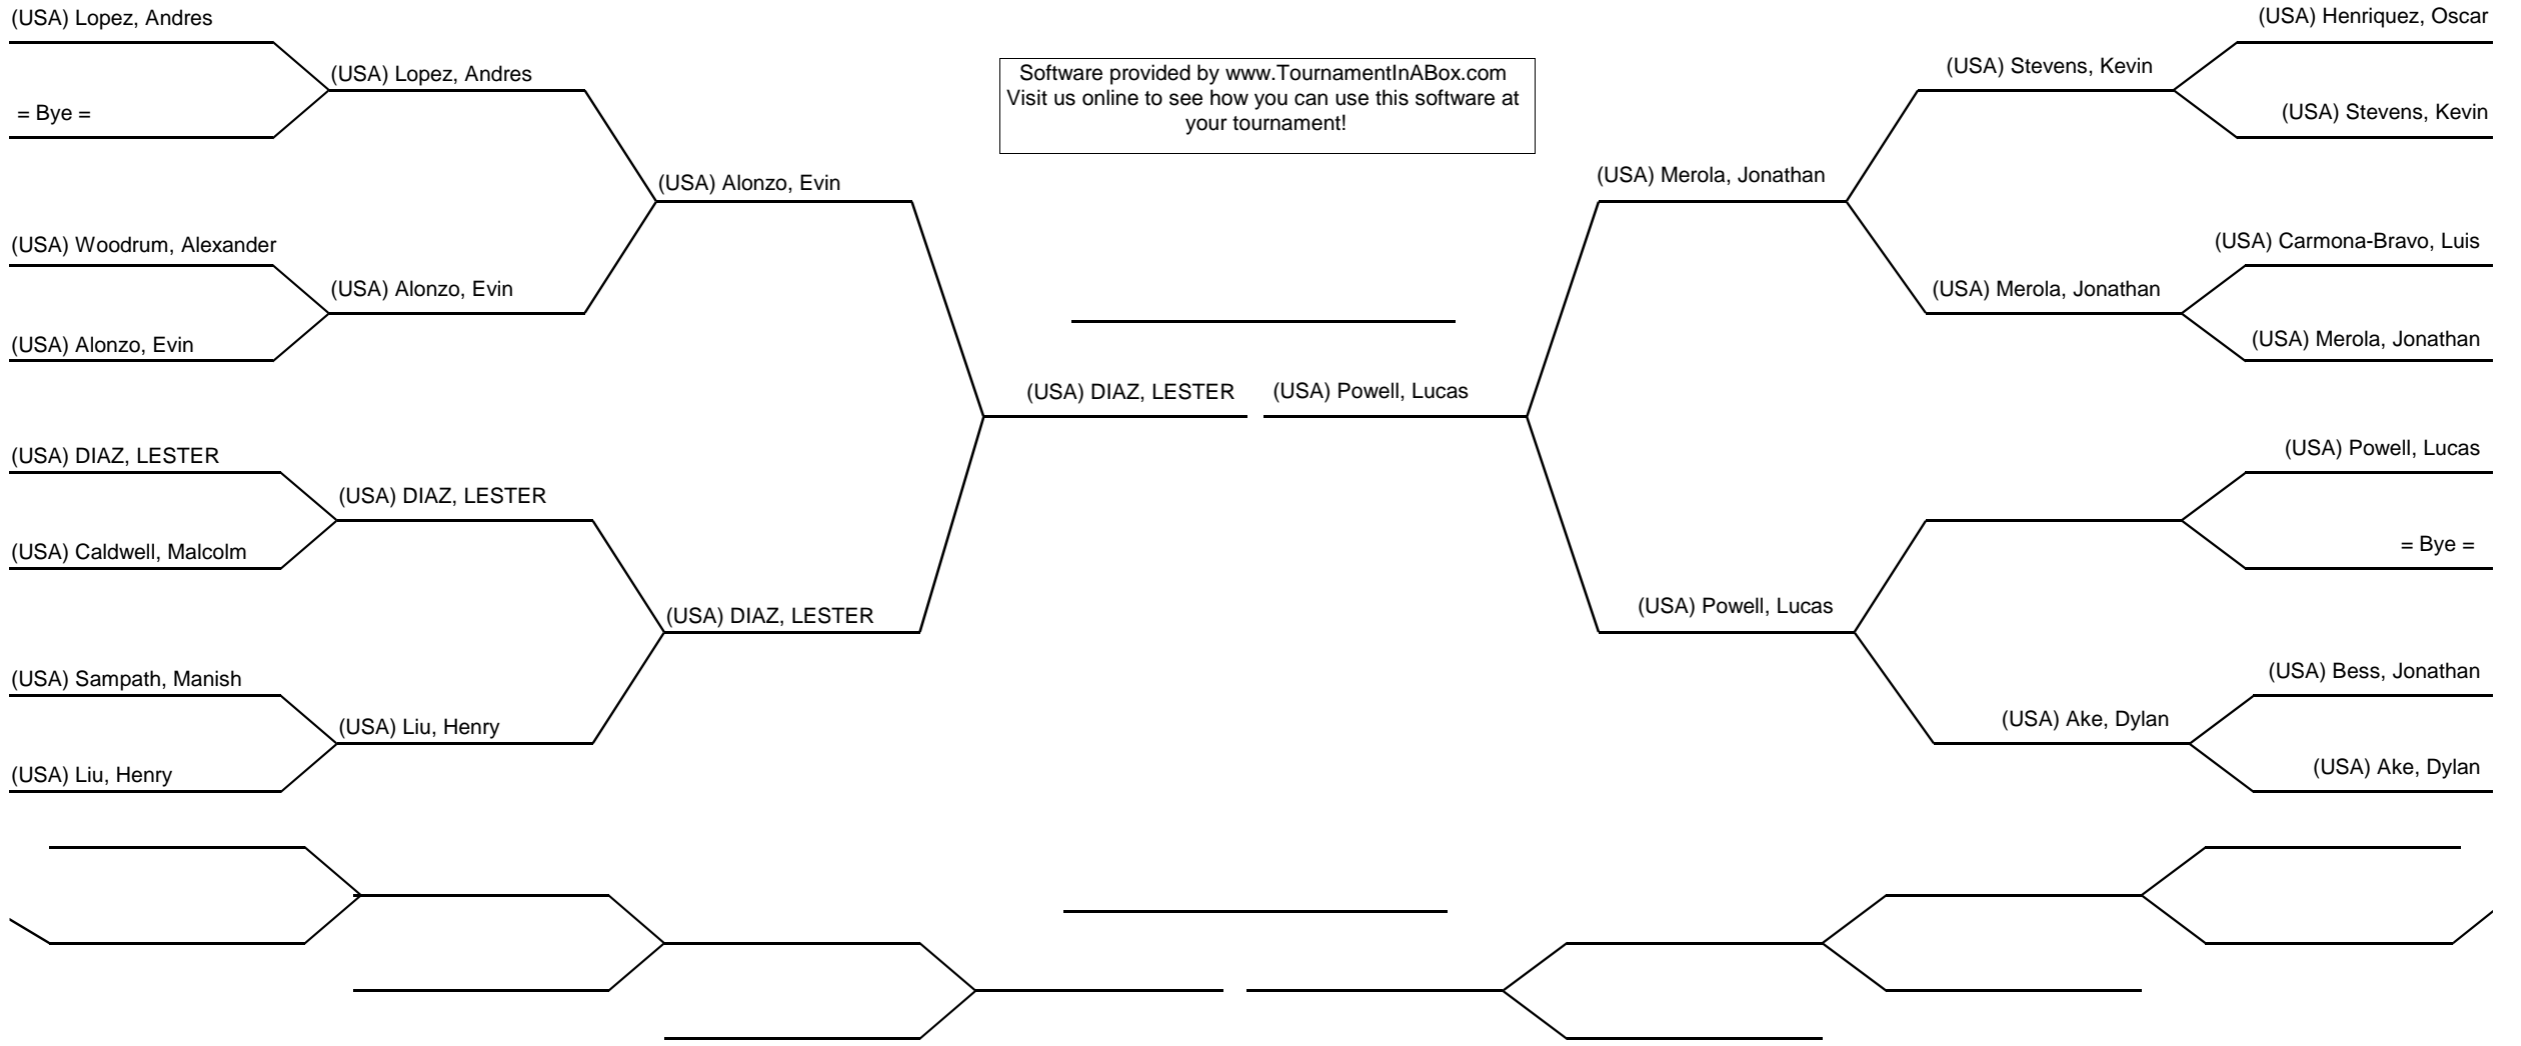 (USA) Lopez, Andres
= Bye =
(USA) Woodrum, Alexander
(USA) Alonzo, Evin
(USA) DIAZ, LESTER
(USA) Caldwell, Malcolm
(USA) Sampath, Manish
(USA) Liu, Henry
(USA) Lopez, Andres
(USA) Alonzo, Evin
(USA) DIAZ, LESTER
(USA) Liu, Henry
(USA) Alonzo, Evin
(USA) DIAZ, LESTER
(USA) DIAZ, LESTER
Software provided by www.TournamentInABox.com
Visit us online to see how you can use this software at
your tournament!
(USA) Powell, Lucas
(USA) Merola, Jonathan
(USA) Powell, Lucas
(USA) Stevens, Kevin
(USA) Merola, Jonathan
(USA) Ake, Dylan
(USA) Henriquez, Oscar
(USA) Stevens, Kevin
(USA) Carmona-Bravo, Luis
(USA) Merola, Jonathan
(USA) Powell, Lucas
= Bye =
(USA) Bess, Jonathan
(USA) Ake, Dylan